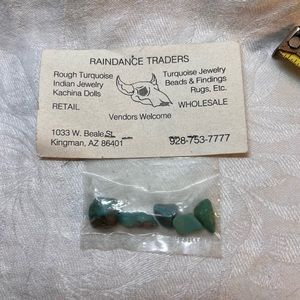 RAINDANCE TRADERS
Rough Turquoise
Indian Jewelry
Kachina Dolls
Turquoise Jewelry
Beads & Findings
Rugs, Etc.
RETAIL
WHOLESALE
Vendors Welcome
1033 W. Beale St.
Kingman, AZ 86401
928-753-7777